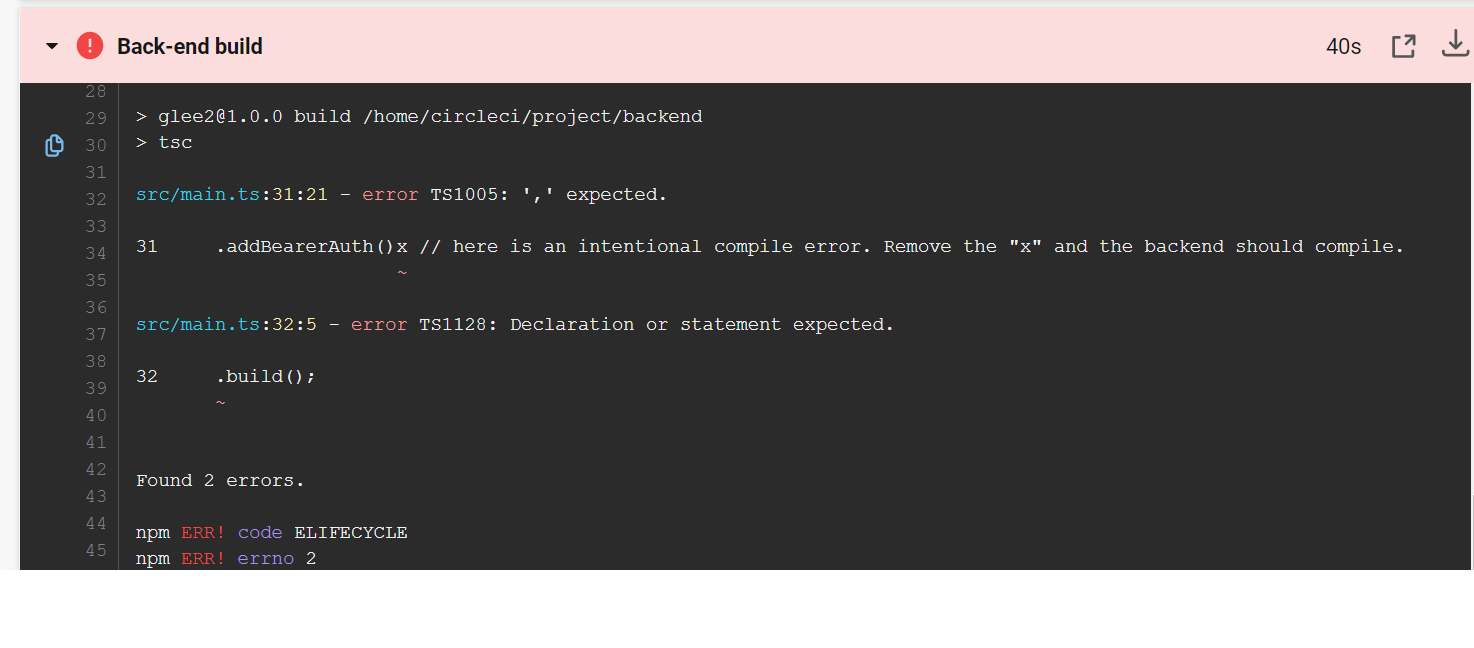 Back-end build 40s
28
29
30
31
32
33
34
35
36
37
38
39
40
41
42
43
44
45
> glee2@1.0.0 build /home/circleci/project/backend
> tsc
src/main.ts:31:21 - error TS1005: ',' expected.
31     .addBearerAuth()x // here is an intentional compile error. Remove the "x" and the backend should compile.
~
src/main.ts:32:5 - error TS1128: Declaration or statement expected.
32     .build();
~
Found 2 errors.
npm ERR! code ELIFECYCLE
npm ERR! errno 2